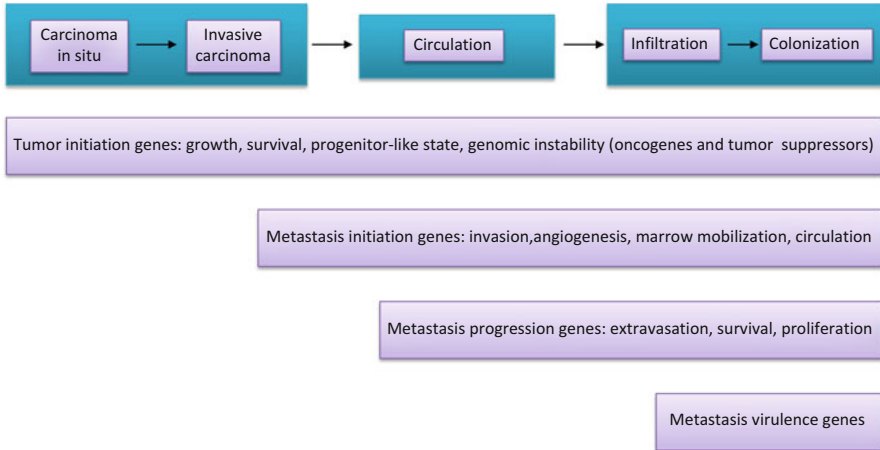 Carcinoma
in situ
Invasive
carcinoma
Circulation
Infiltration
Colonization
Tumor initiation genes: growth, survival, progenitor-like state, genomic instability (oncogenes and tumor suppressors)
Metastasis initiation genes: invasion,angiogenesis, marrow mobilization, circulation
Metastasis progression genes: extravasation, survival, proliferation
Metastasis virulence genes